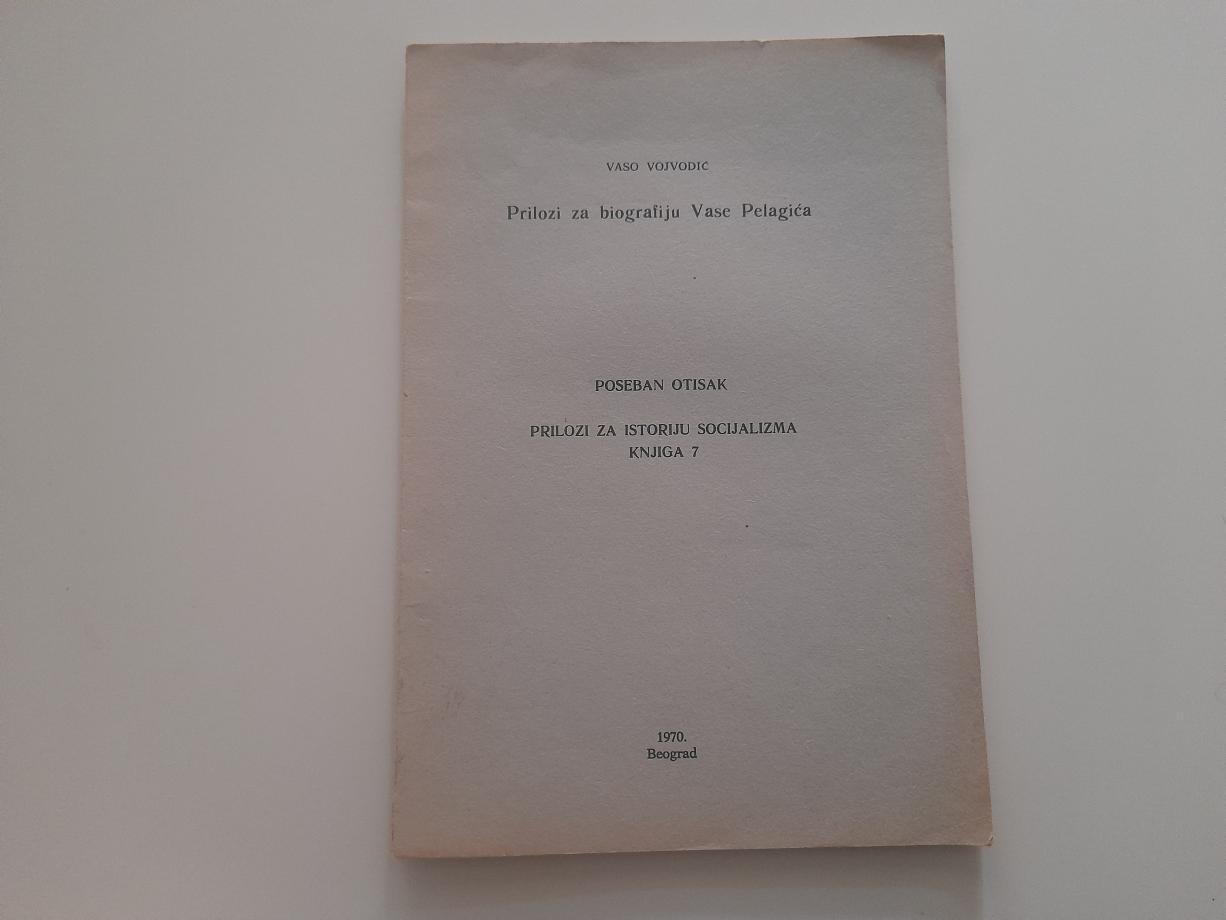 VASO VOJVODIĆ
Prilozi za biografiju Vase Pelagića
POSEBAN OTISAK
PRILOZI ZA ISTORIJU SOCIJALIZMA
KNJIGA 7
1970.
Beograd